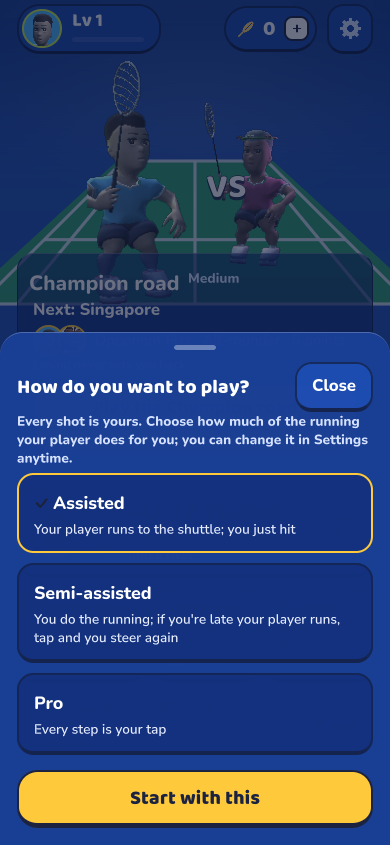 Lv 1
0
+
VS
Champion road Medium
Next: Singapore
How do you want to play?
Close
Every shot is yours. Choose how much of the running
your player does for you; you can change it in Settings
anytime.
Assisted
Your player runs to the shuttle; you just hit
Semi-assisted
You do the running; if you're late your player runs,
tap and you steer again
Pro
Every step is your tap
Start with this